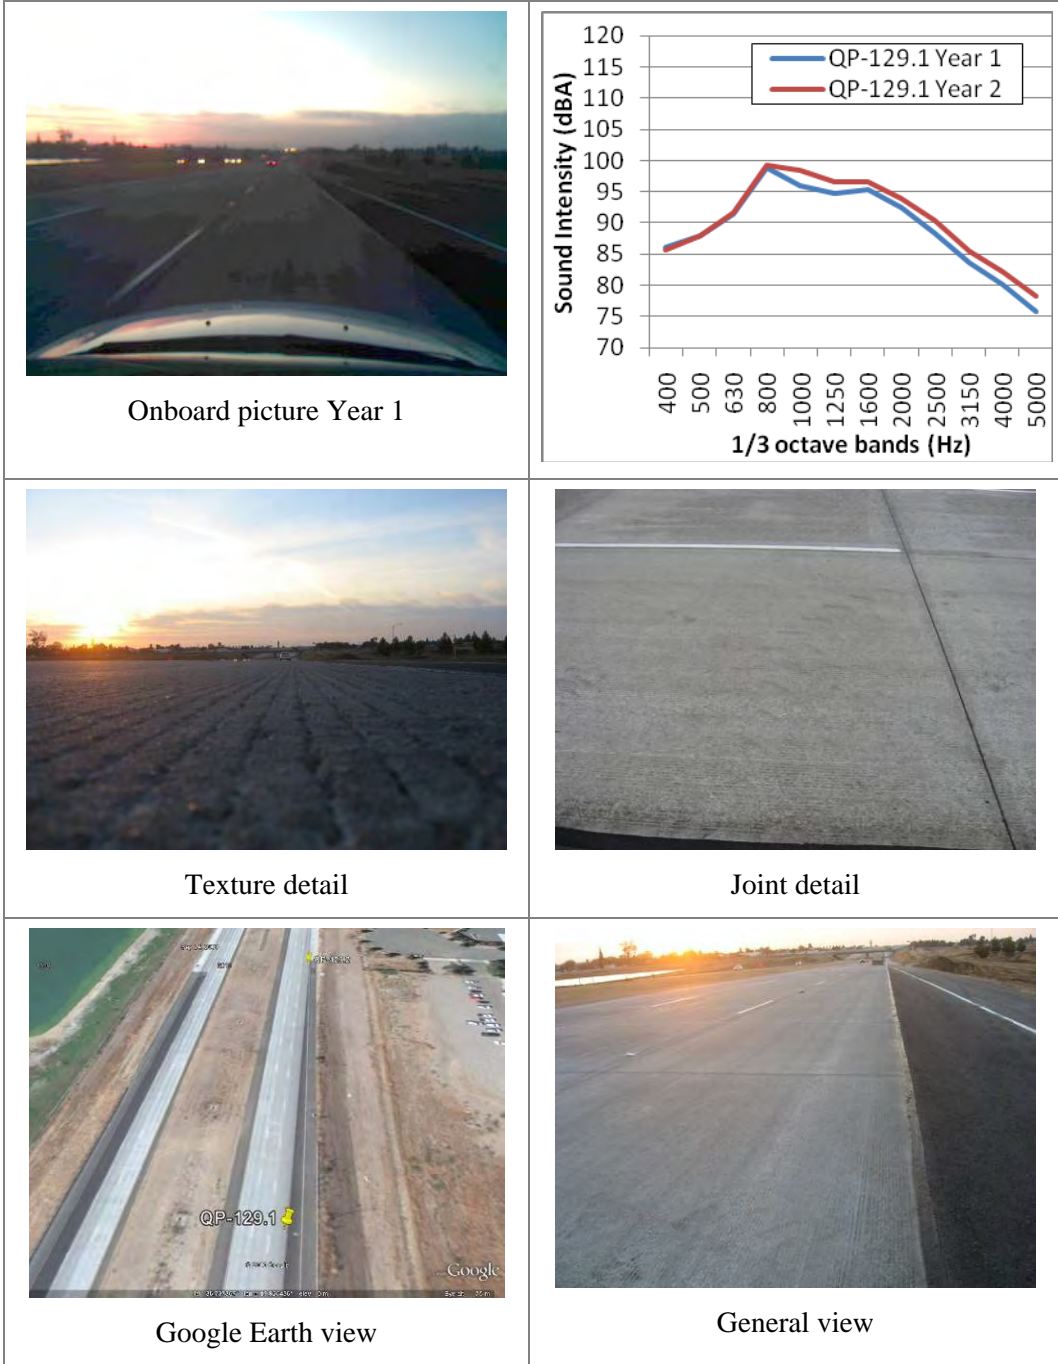 Onboard picture Year 1
120
115
110
105
100
95
90
85
80
75
70
Sound Intensity (dBA)
QP-129.1 Year 1
QP-129.1 Year 2
400
500
630
800
1000
1250
1600
2000
2500
3150
4000
5000
1/3 octave bands (Hz)
Texture detail
Joint detail
QP-129.1
Google
Google Earth view
General view